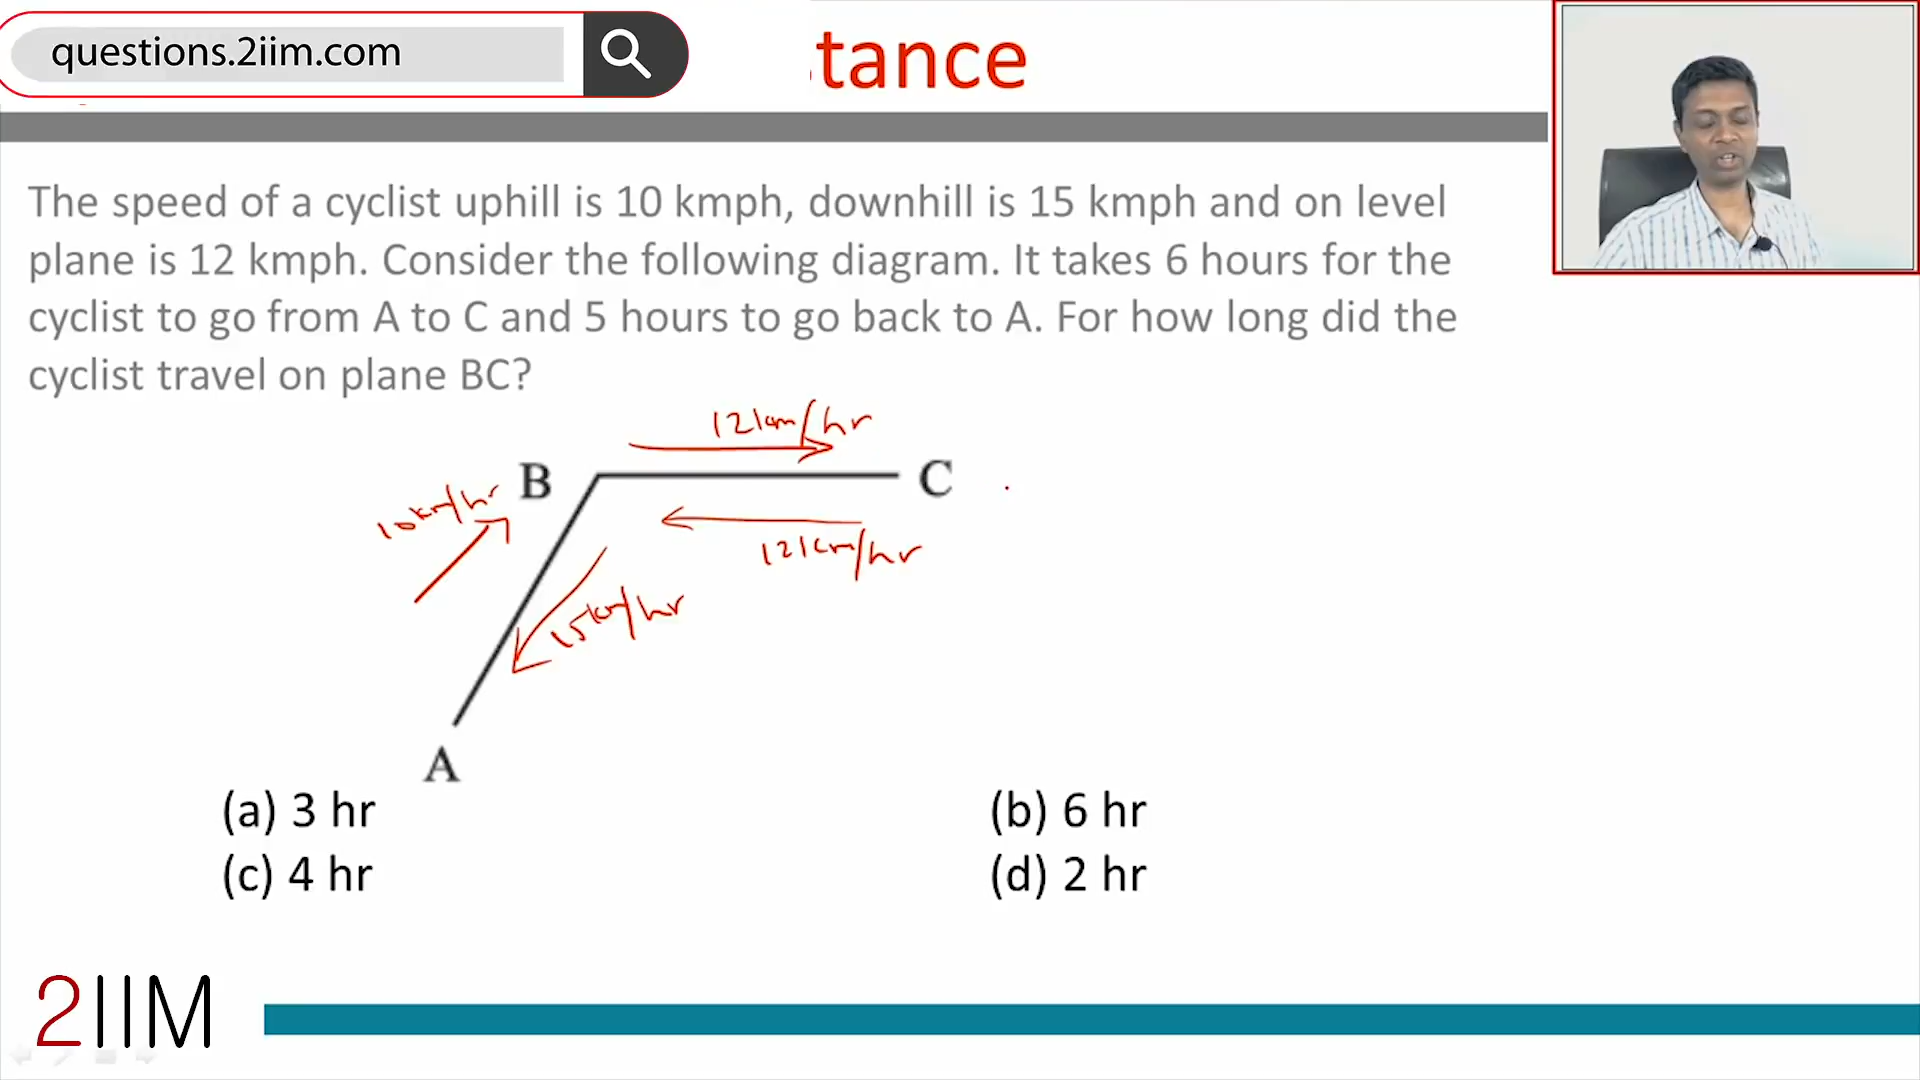 questions.2iim.com
tance
The speed of a cyclist uphill is 10 kmph, downhill is 15 kmph and on level
plane is 12 kmph. Consider the following diagram. It takes 6 hours for the
cyclist to go from A to C and 5 hours to go back to A. For how long did the
cyclist travel on plane BC?
12km/hr
B
C
10km/hr
12km/hr
15km/hr
A
(a) 3 hr
(b) 6 hr
(c) 4 hr
(d) 2 hr
2IIM